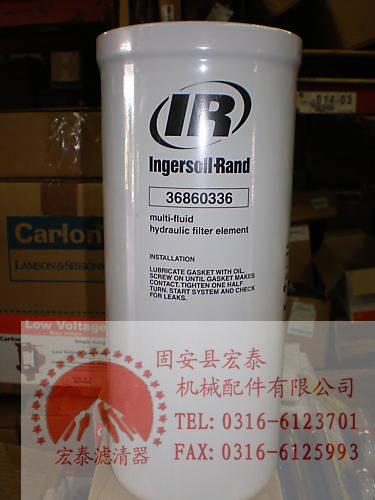 IR
Ingersoll-Rand
36860336
multi-fluid
hydraulic filter element
INSTALLATION
LUBRICATE GASKET WITH OIL.
SCREW ON UNTIL GASKET MAKES
CONTACT. TIGHTEN ONE HALF
TURN. START SYSTEM AND CHECK
FOR LEAKS.
014-03
Carlon
LAMSON & SESSIONS
Low Voltage
Carlon
固安县宏泰
机械配件有限公司
TEL: 0316-6123701
FAX: 0316-6125993
宏泰滤清器